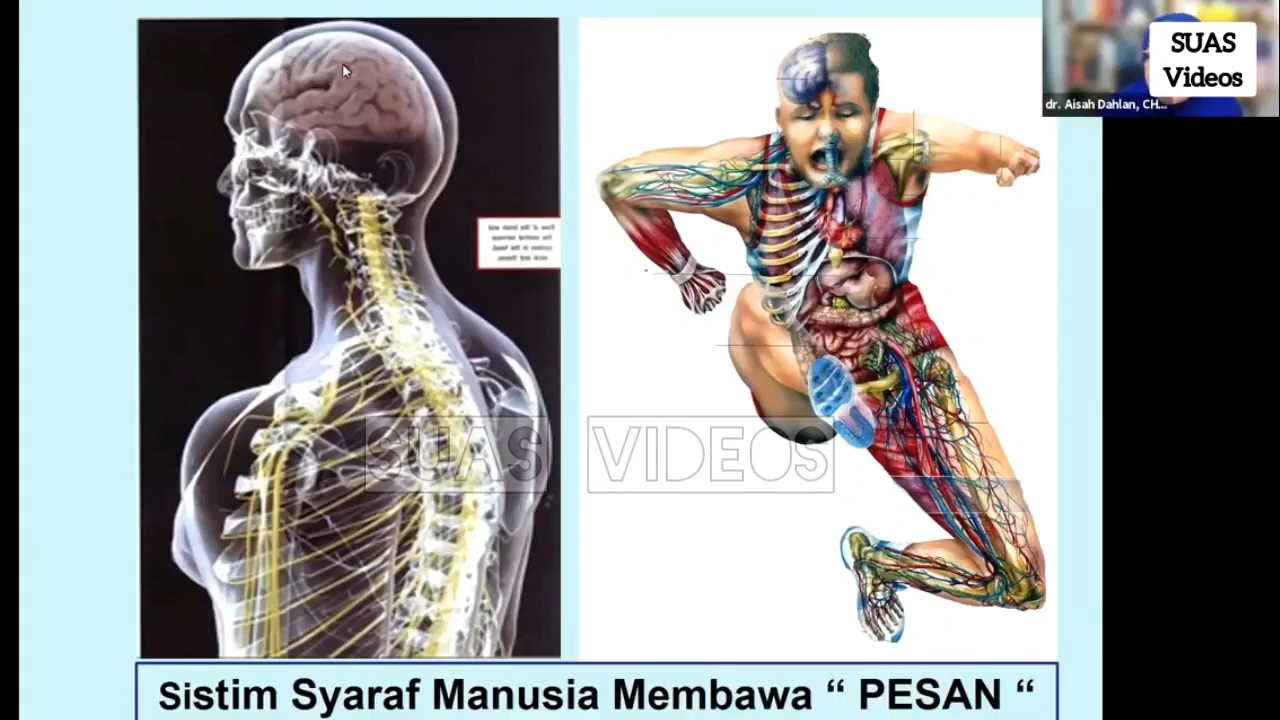 SUAS
Videos
dr. Aisah Dahlan, CH...
SUAS VIDEOS
Sistim Syaraf Manusia Membawa “ PESAN “